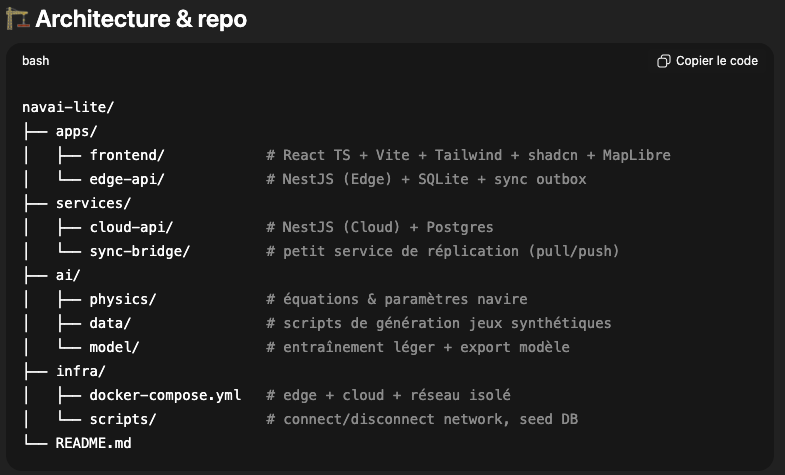 🏗️ Architecture & repo
bash
Copier le code
navai-lite/
├── apps/
│   ├── frontend/            # React TS + Vite + Tailwind + shadcn + MapLibre
│   └── edge-api/            # NestJS (Edge) + SQLite + sync outbox
├── services/
│   ├── cloud-api/           # NestJS (Cloud) + Postgres
│   └── sync-bridge/         # petit service de réplication (pull/push)
├── ai/
│   ├── physics/             # équations & paramètres navire
│   ├── data/                # scripts de génération jeux synthétiques
│   └── model/               # entraînement léger + export modèle
├── infra/
│   ├── docker-compose.yml   # edge + cloud + réseau isolé
│   └── scripts/             # connect/disconnect network, seed DB
└── README.md